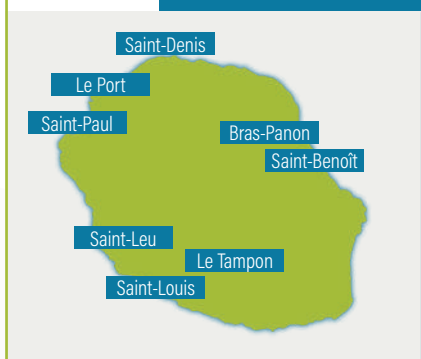 Saint-Denis
Le Port
Saint-Paul
Bras-Panon
Saint-Benoît
Saint-Leu
Le Tampon
Saint-Louis